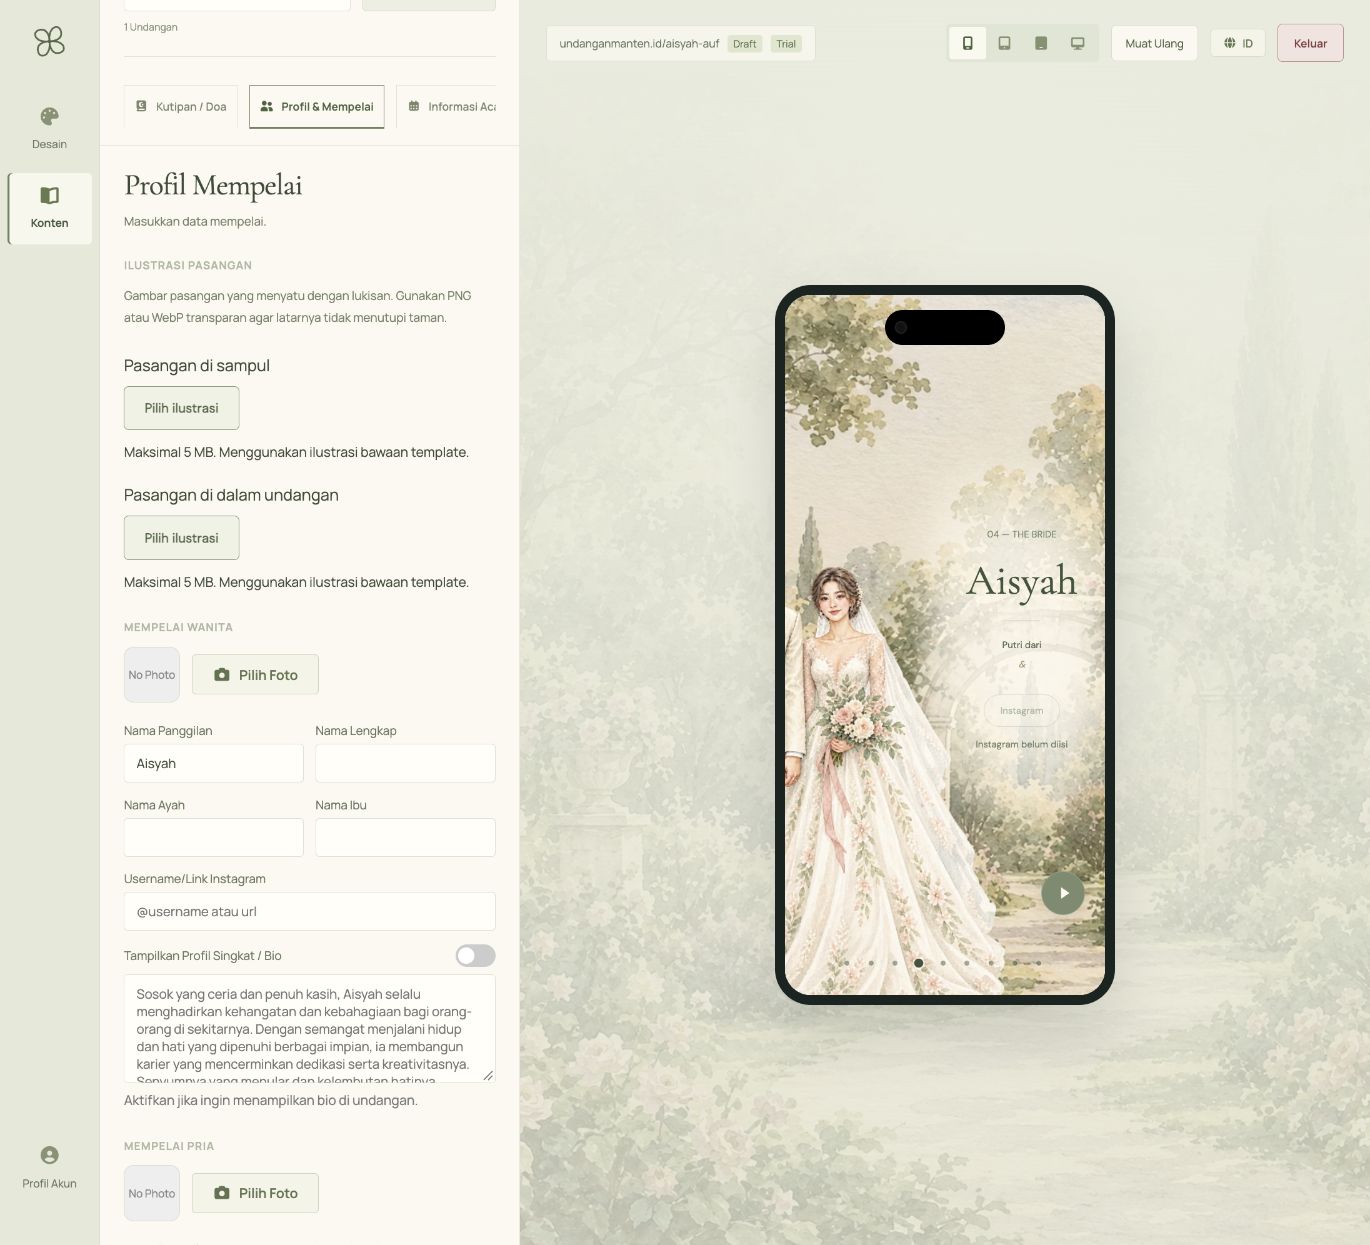 Desain
Konten
Profil Akun
1 Undangan
Kutipan / Doa
Profil & Mempelai
Informasi Aca
Profil Mempelai
Masukkan data mempelai.
ILUSTRASI PASANGAN
Gambar pasangan yang menyatu dengan lukisan. Gunakan PNG
atau WebP transparan agar latarnya tidak menutupi taman.
Pasangan di sampul
Pilih ilustrasi
Maksimal 5 MB. Menggunakan ilustrasi bawaan template.
Pasangan di dalam undangan
Pilih ilustrasi
Maksimal 5 MB. Menggunakan ilustrasi bawaan template.
MEMPELAI WANITA
No Photo
Pilih Foto
Nama Panggilan
Nama Lengkap
Aisyah
Nama Ayah
Nama Ibu
Username/Link Instagram
@username atau url
Tampilkan Profil Singkat / Bio
Sosok yang ceria dan penuh kasih, Aisyah selalu
menghadirkan kehangatan dan kebahagiaan bagi orang-
orang di sekitarnya. Dengan semangat menjalani hidup
dan hati yang dipenuhi berbagai impian, ia membangun
karier yang mencerminkan dedikasi serta kreativitasnya.
Senyumnya yang menular dan kelembutan hatinya
Aktifkan jika ingin menampilkan bio di undangan.
MEMPELAI PRIA
No Photo
Pilih Foto
undanganmanten.id/aisyah-auf
Draft
Trial
Muat Ulang
ID
Keluar
04 — THE BRIDE
Aisyah
Putri dari
&
Instagram
Instagram belum diisi